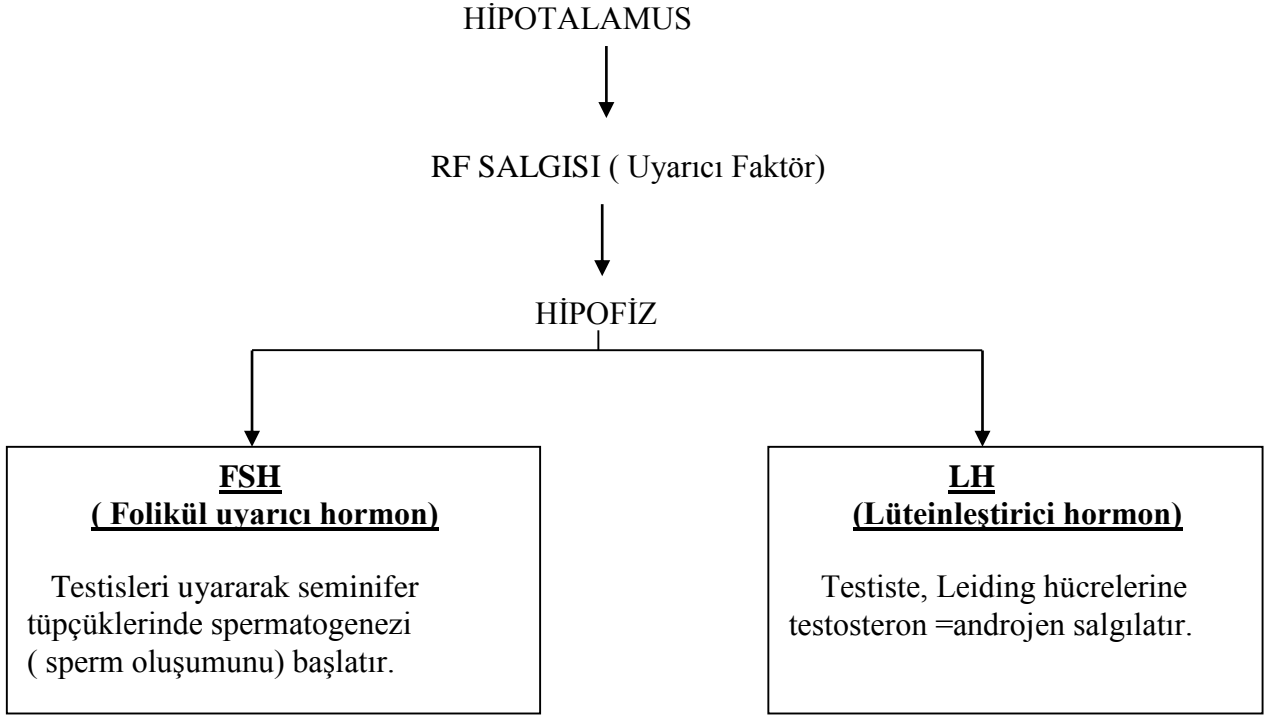 HİPOTALAMUS
RF SALGISI ( Uyarıcı Faktör)
HİPOFİZ
FSH
( Folikül uyarıcı hormon)
Testisleri uyararak seminifer
tüpçüklerinde spermatogenezi
( sperm oluşumunu) başlatır.
LH
(Lüteinleştirici hormon)
Testiste, Leiding hücrelerine
testosteron =androjen salgılatır.